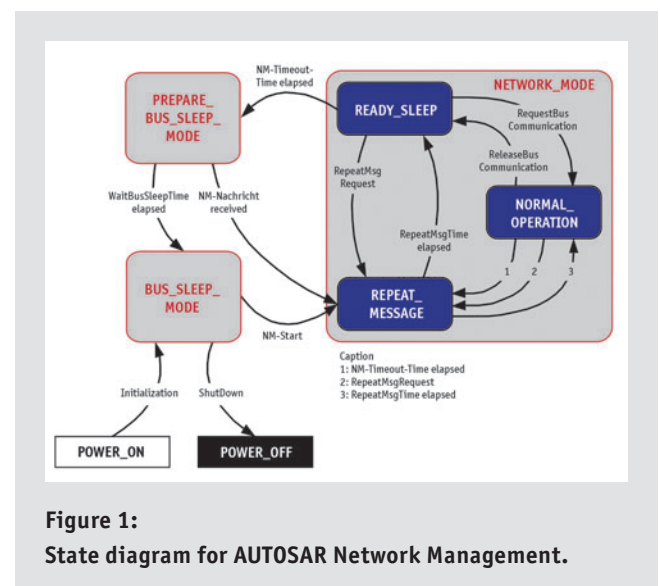 NM-Timeout-
Time elapsed
NETWORK_MODE
PREPARE_
BUS_SLEEP_
MODE
READY_SLEEP
RequestBus
Communication
ReleaseBus
Communication
RepeatMsg
Request
WaitBusSleepTime
elapsed
NM-Nachricht
received
NORMAL_
OPERATION
RepeatMsgTime
elapsed
1
2
3
BUS_SLEEP_
MODE
REPEAT_
MESSAGE
NM-Start
Caption
1: NM-Timeout-Time elapsed
2: RepeatMsgRequest
3: RepeatMsgTime elapsed
Initialization
ShutDown
POWER_ON
POWER_OFF
Figure 1:
State diagram for AUTOSAR Network Management.